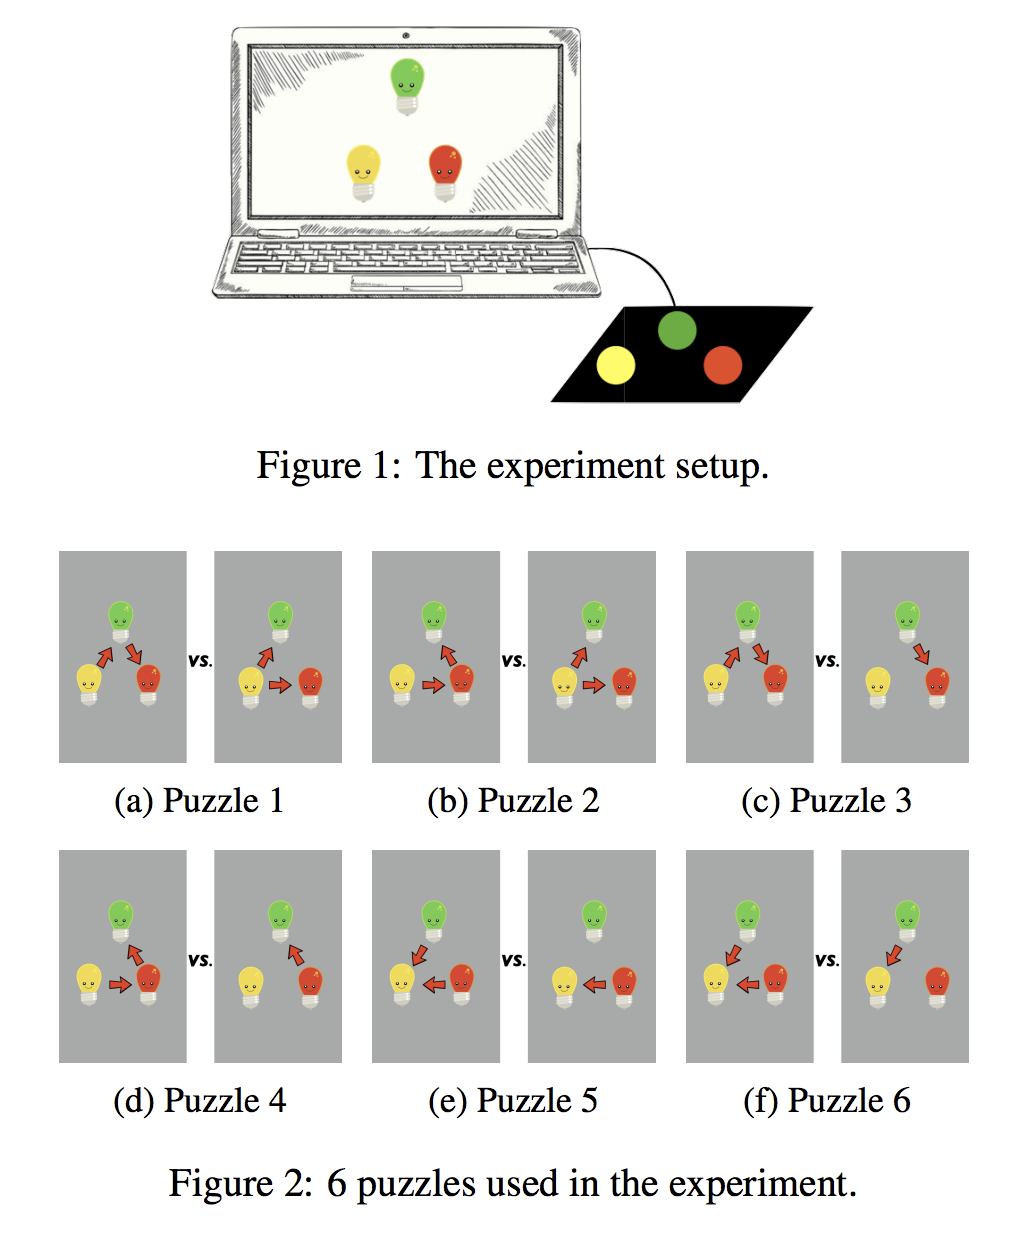 Figure 1: The experiment setup.
vs. vs. vs.
(a) Puzzle 1 (b) Puzzle 2 (c) Puzzle 3
vs. vs. vs.
(d) Puzzle 4 (e) Puzzle 5 (f) Puzzle 6
Figure 2: 6 puzzles used in the experiment.